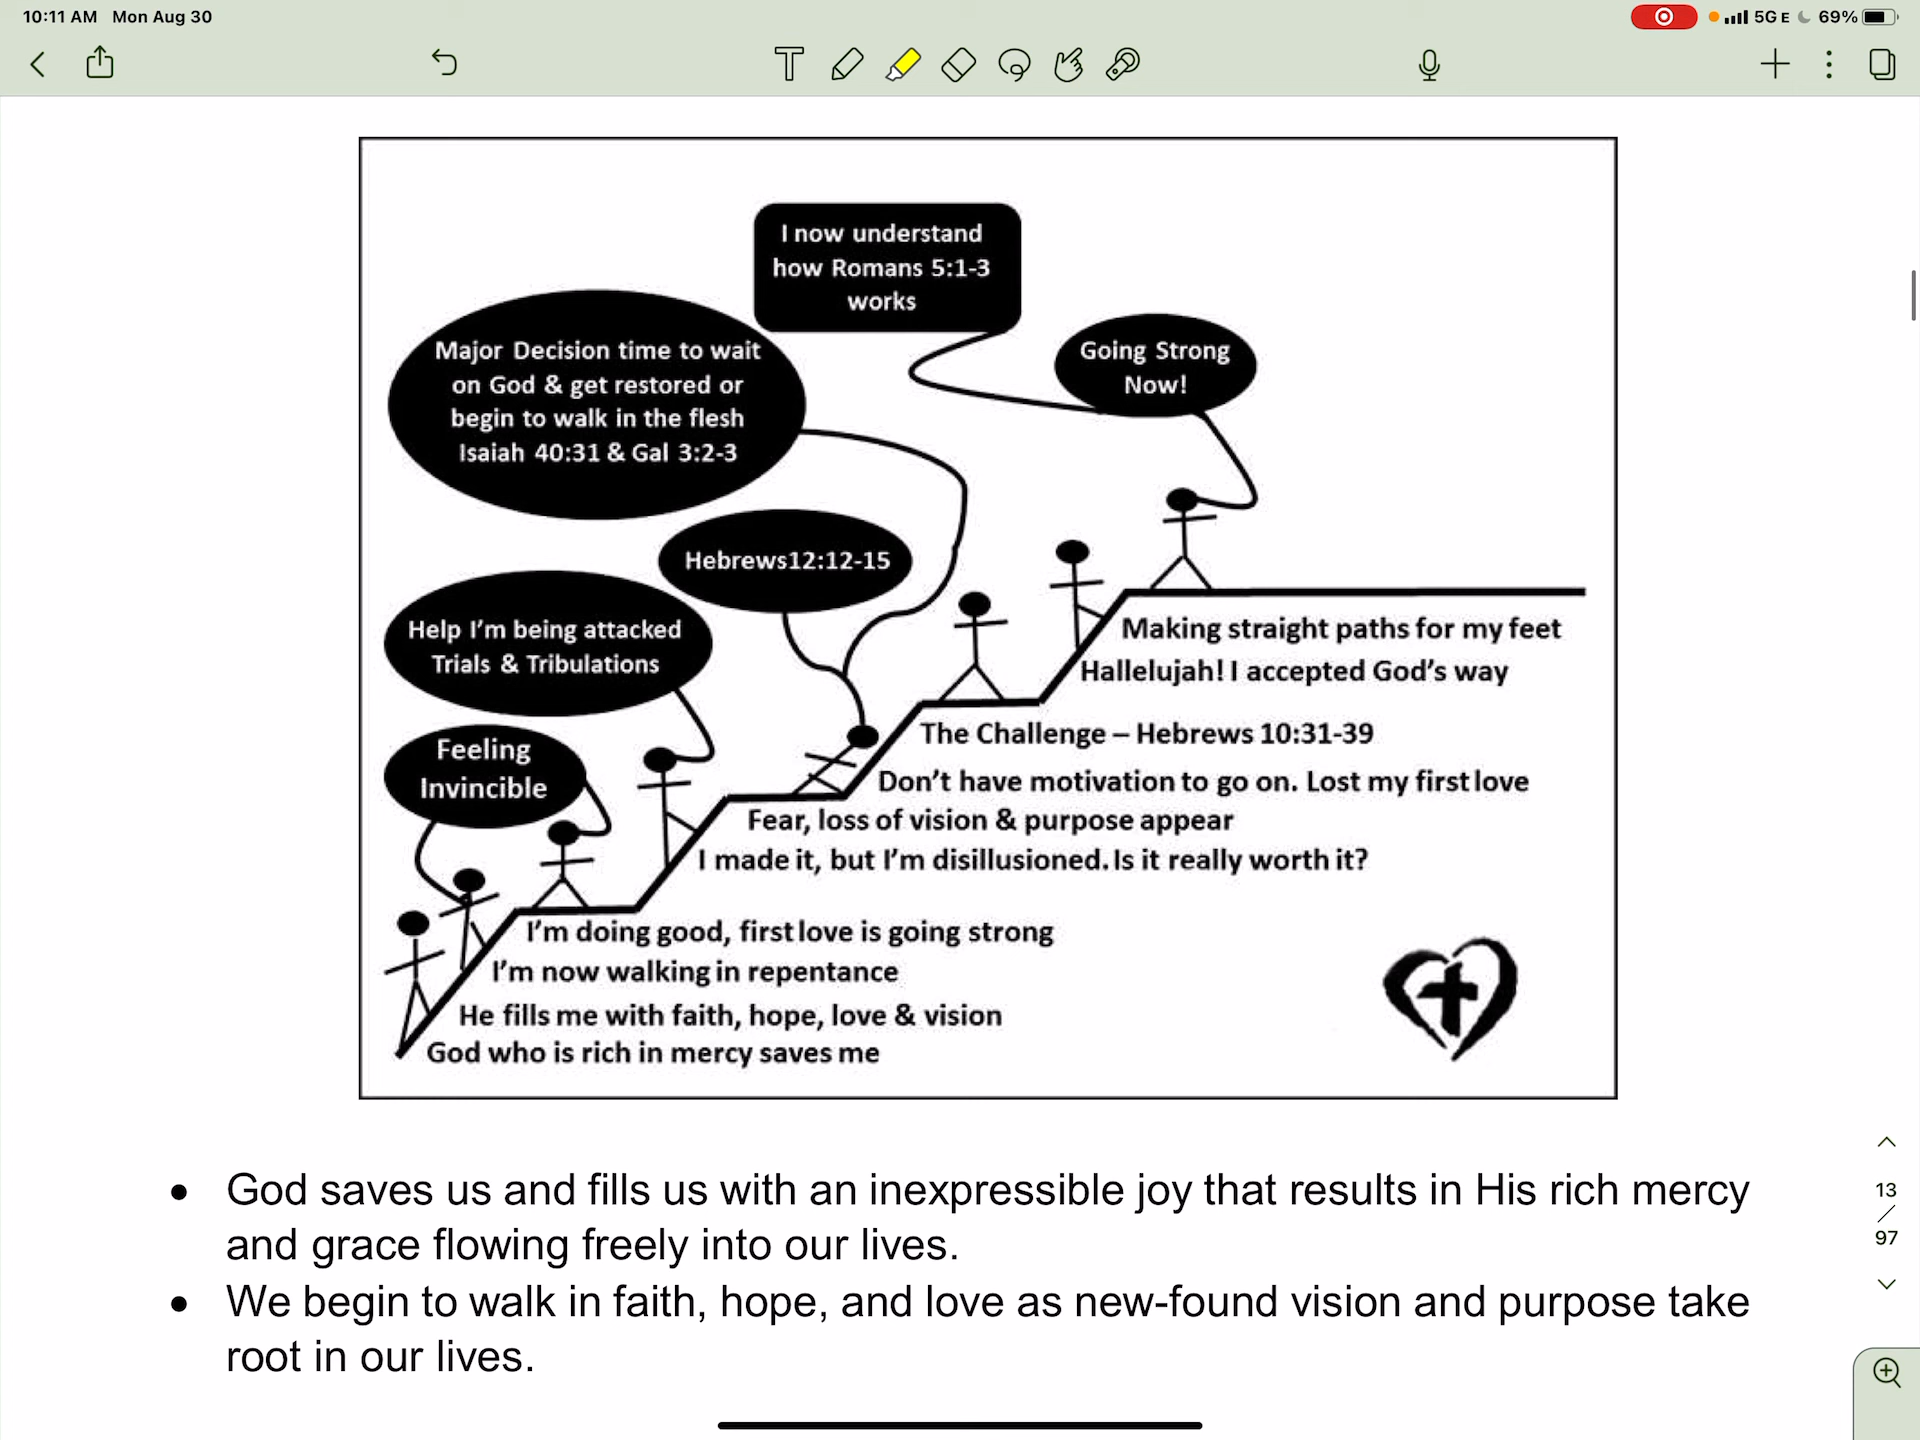 10:11 AM Mon Aug 30
5G E 69%
T
I now understand
how Romans 5:1-3
works
Major Decision time to wait
on God & get restored or
begin to walk in the flesh
Isaiah 40:31 & Gal 3:2-3
Going Strong
Now!
Hebrews12:12-15
Help I'm being attacked
Trials & Tribulations
Feeling
Invincible
Making straight paths for my feet
Hallelujah! I accepted God's way
The Challenge – Hebrews 10:31-39
Don't have motivation to go on. Lost my first love
Fear, loss of vision & purpose appear
I made it, but I'm disillusioned. Is it really worth it?
I'm doing good, first love is going strong
I'm now walking in repentance
He fills me with faith, hope, love & vision
God who is rich in mercy saves me
• God saves us and fills us with an inexpressible joy that results in His rich mercy
and grace flowing freely into our lives.
• We begin to walk in faith, hope, and love as new-found vision and purpose take
root in our lives.
13
/
97